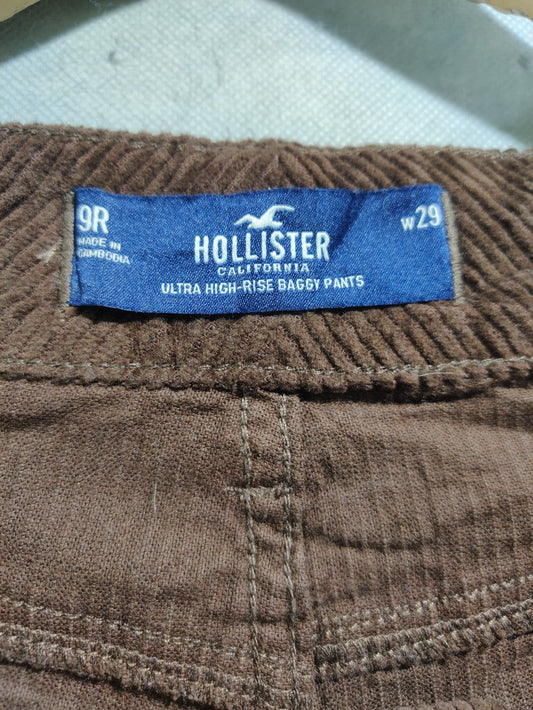 9R
MADE IN
CAMBODIA
HOLLISTER
CALIFORNIA
ULTRA HIGH-RISE BAGGY PANTS
W29